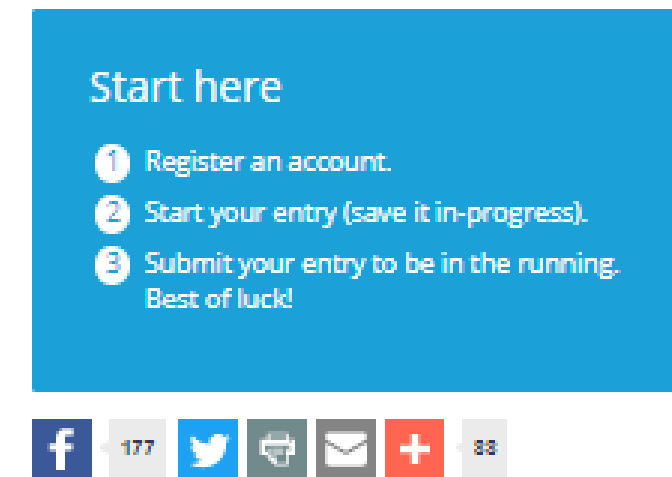 Start here
1 Register an account.
2 Start your entry (save it in-progress).
3 Submit your entry to be in the running.
Best of luck!
f 177 88